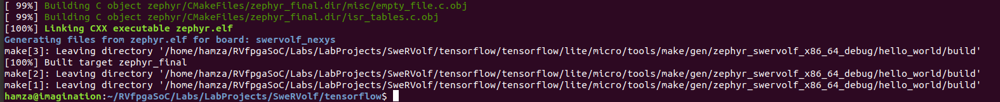 [ 99%] Building C object zephyr/CMakeFiles/zephyr_final.dir/misc/empty_file.c.obj
[ 99%] Building C object zephyr/CMakeFiles/zephyr_final.dir/isr_tables.c.obj
[100%] Linking CXX executable zephyr.elf
Generating files from zephyr.elf for board: swervolf_nexys
make[3]: Leaving directory '/home/hamza/RVfpgaSoC/Labs/LabProjects/SweRVolf/tensorflow/tensorflow/lite/micro/tools/make/gen/zephyr_swervolf_x86_64_debug/hello_world/build'
[100%] Built target zephyr_final
make[2]: Leaving directory '/home/hamza/RVfpgaSoC/Labs/LabProjects/SweRVolf/tensorflow/tensorflow/lite/micro/tools/make/gen/zephyr_swervolf_x86_64_debug/hello_world/build'
make[1]: Leaving directory '/home/hamza/RVfpgaSoC/Labs/LabProjects/SweRVolf/tensorflow/tensorflow/lite/micro/tools/make/gen/zephyr_swervolf_x86_64_debug/hello_world/build'
hamza@imagination:~/RVfpgaSoC/Labs/LabProjects/SweRVolf/tensorflow$